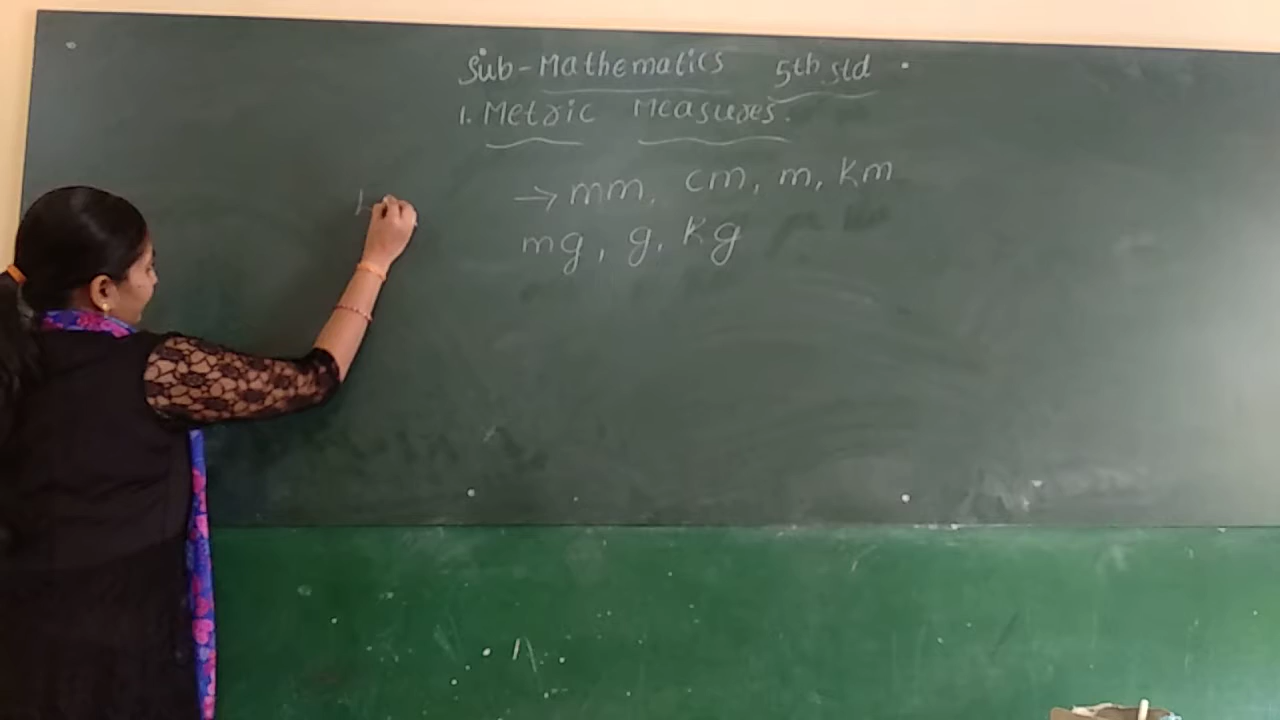 Sub-Mathematics 5th std.
1. Metric Measures.
→ mm, cm, m, Km
mg, g, Kg